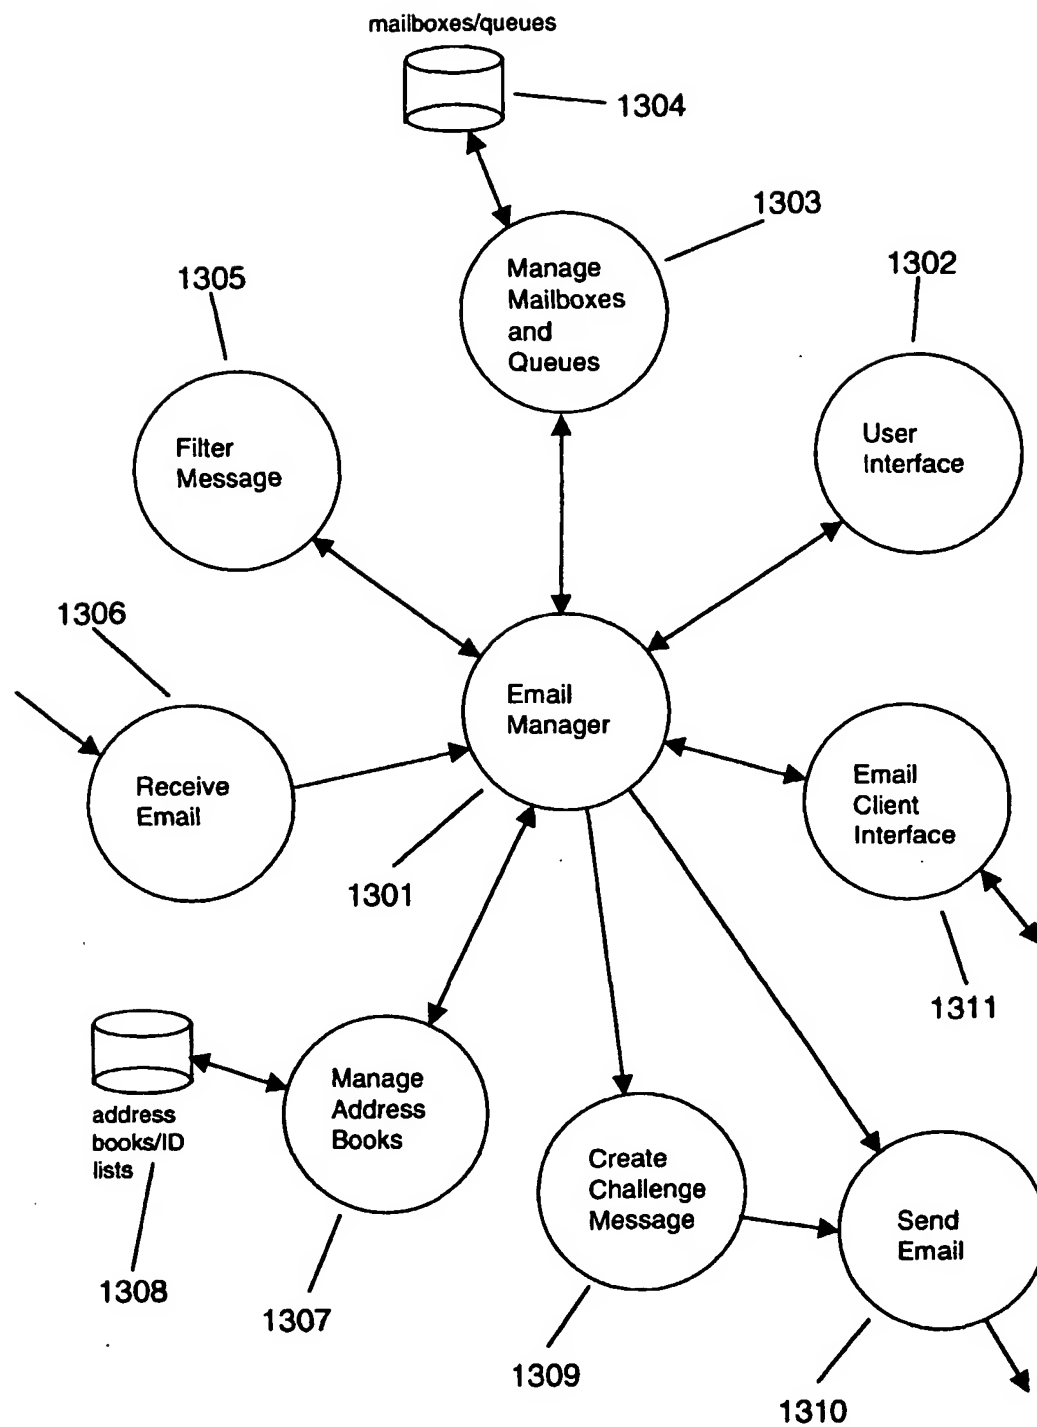 mailboxes/queues
1304
1303
Manage
Mailboxes
and
Queues
1305
1302
Filter
Message
User
Interface
1306
Email
Manager
Receive
Email
Email
Client
Interface
1301
1311
address
books/ID
lists
Manage
Address
Books
Create
Challenge
Message
Send
Email
1308
1307
1309
1310